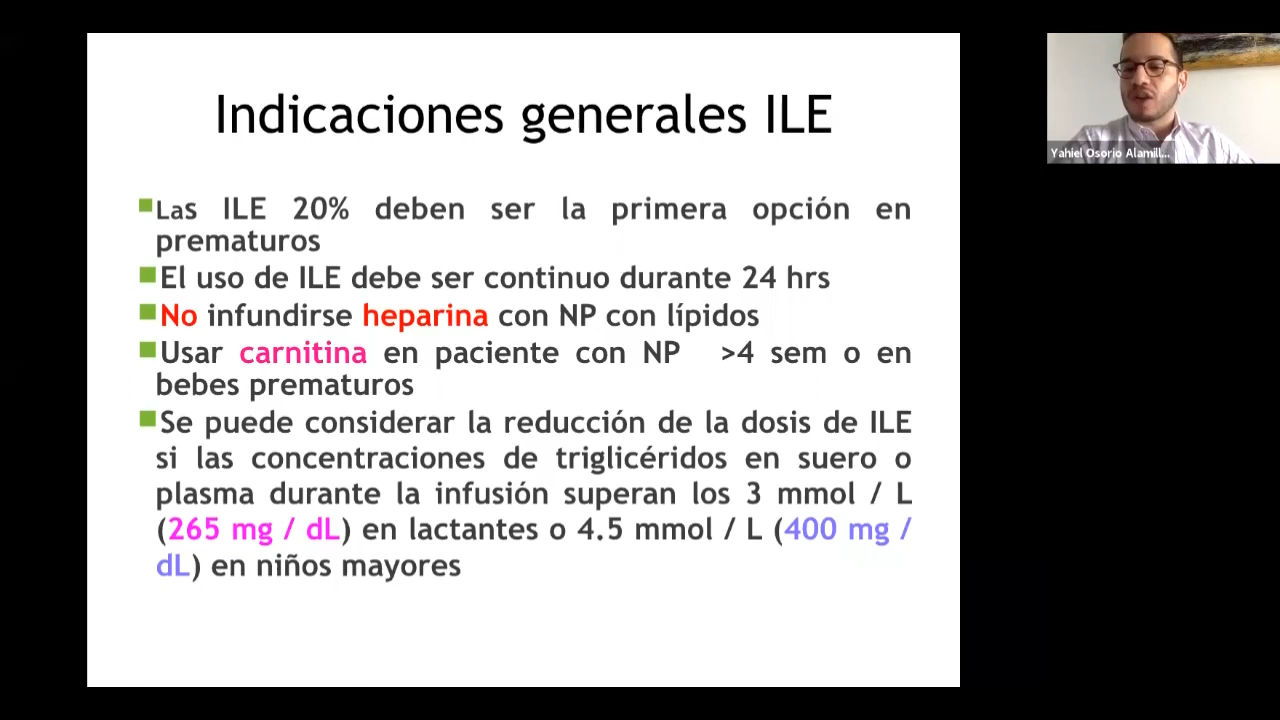 Indicaciones generales ILE
Las ILE 20% deben ser la primera opción en
prematuros
El uso de ILE debe ser continuo durante 24 hrs
No infundirse heparina con NP con lípidos
Usar carnitina en paciente con NP >4 sem o en
bebes prematuros
Se puede considerar la reducción de la dosis de ILE
si las concentraciones de triglicéridos en suero o
plasma durante la infusión superan los 3 mmol / L
(265 mg / dL) en lactantes o 4.5 mmol / L (400 mg /
dL) en niños mayores
Yahiel Osorio Alamill...